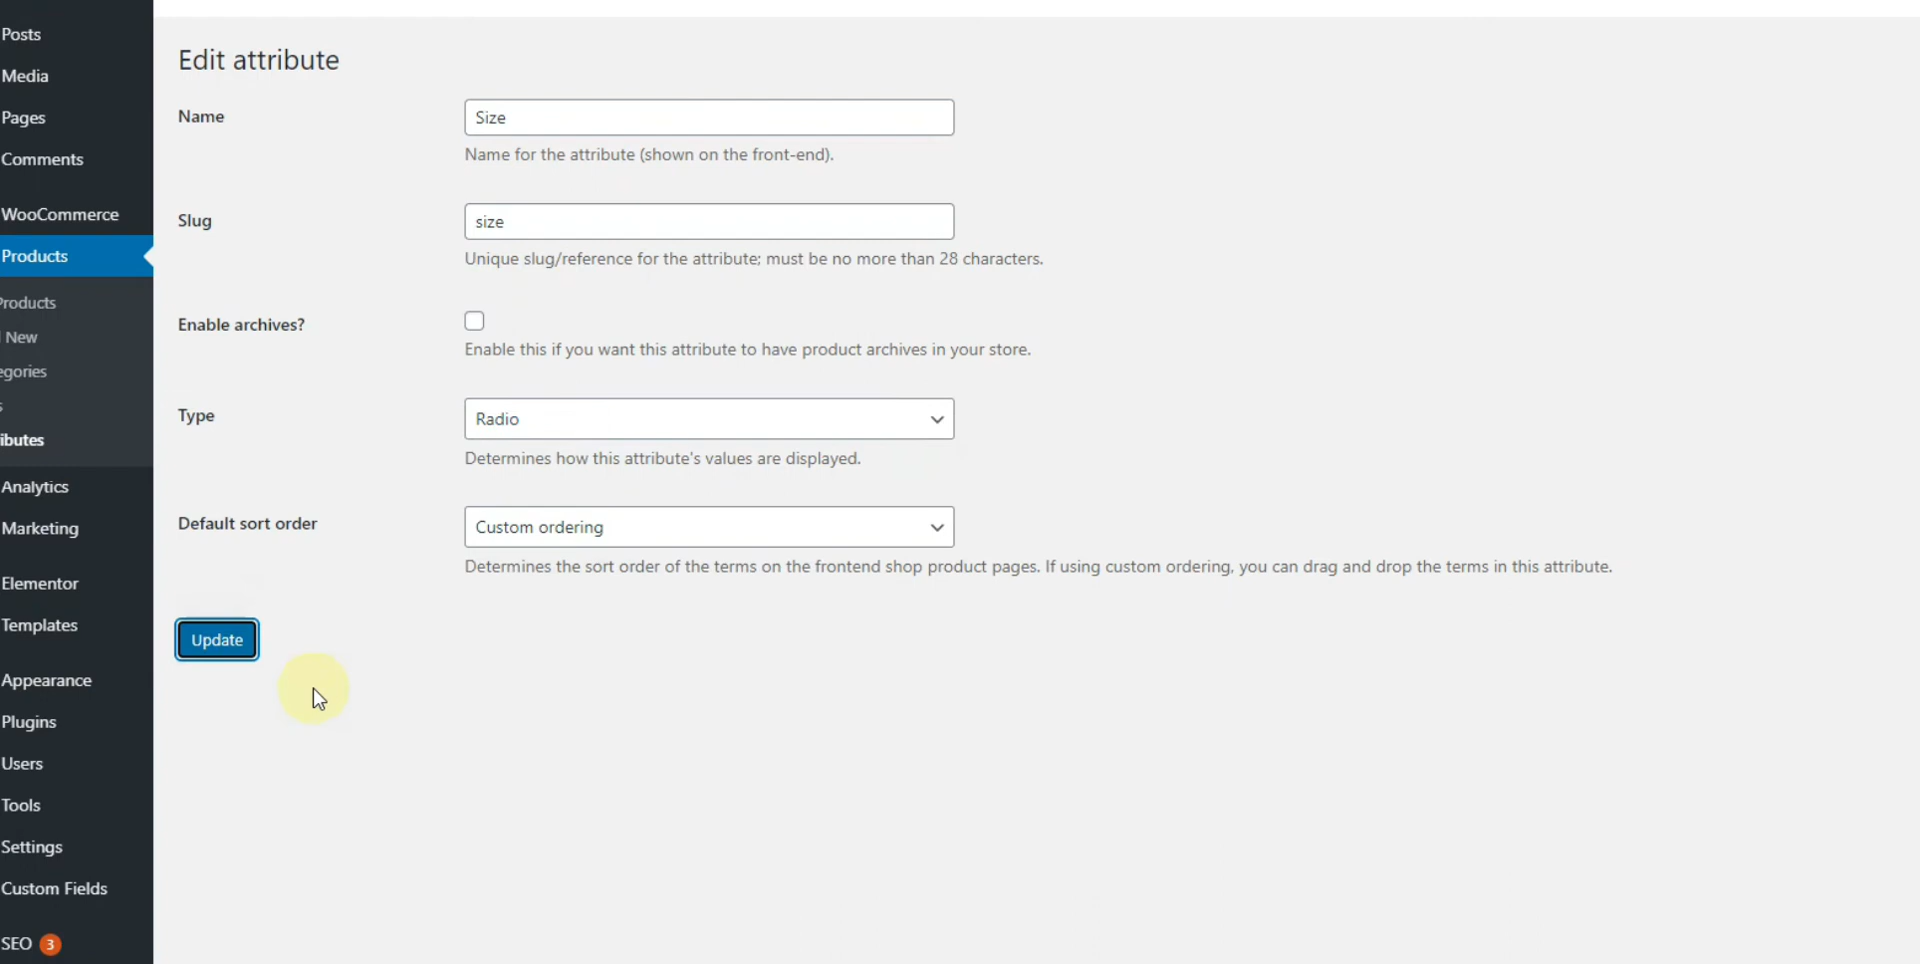 Posts
Media
Pages
Comments
WooCommerce
Products
Products
New
egories
s
ibutes
Analytics
Marketing
Elementor
Templates
Appearance
Plugins
Users
Tools
Settings
Custom Fields
SEO 3
Edit attribute
Name
Size
Name for the attribute (shown on the front-end).
Slug
size
Unique slug/reference for the attribute; must be no more than 28 characters.
Enable archives?
Enable this if you want this attribute to have product archives in your store.
Type
Radio
Determines how this attribute's values are displayed.
Default sort order
Custom ordering
Determines the sort order of the terms on the frontend shop product pages. If using custom ordering, you can drag and drop the terms in this attribute.
Update